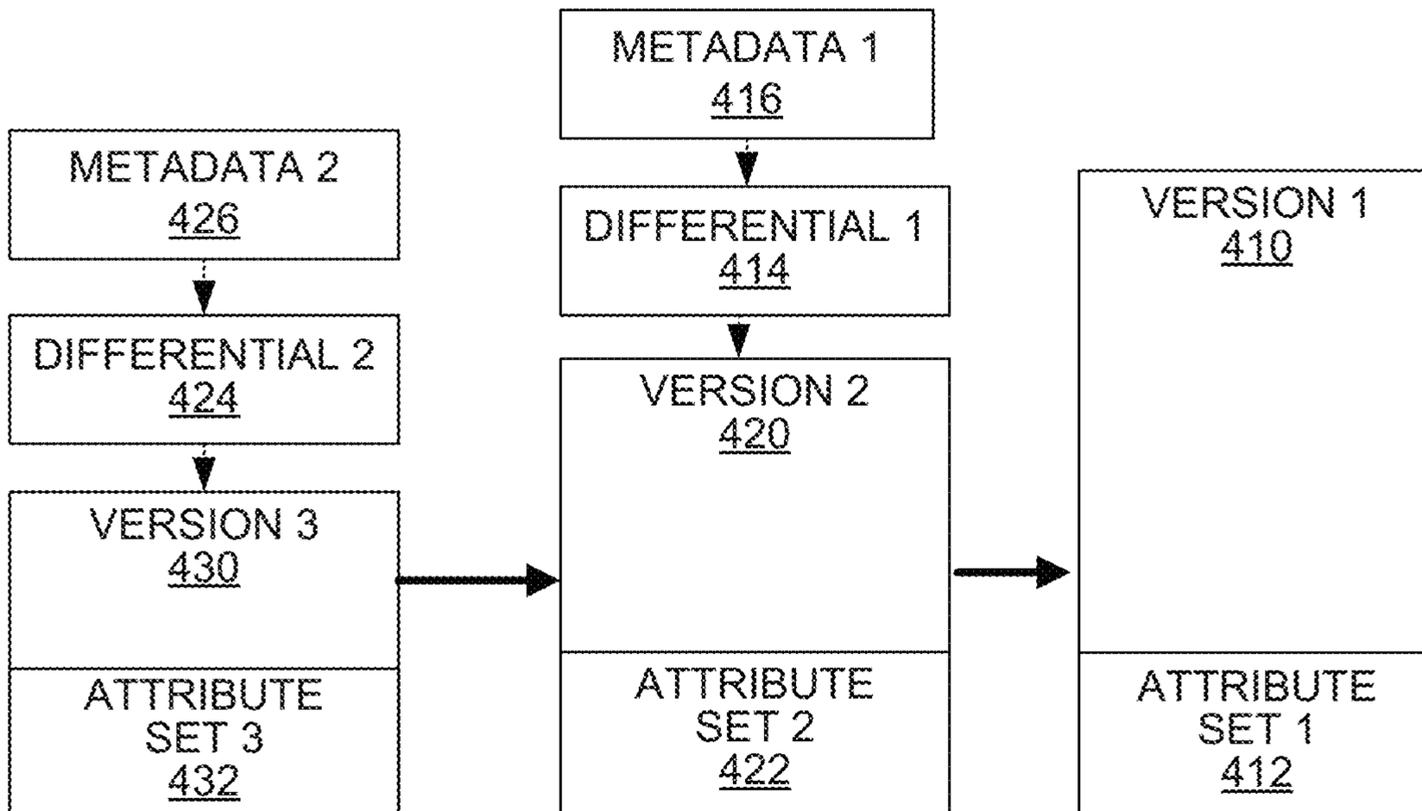 METADATA 2
426
DIFFERENTIAL 2
424
VERSION 3
430
ATTRIBUTE
SET 3
432
METADATA 1
416
DIFFERENTIAL 1
414
VERSION 2
420
ATTRIBUTE
SET 2
422
VERSION 1
410
ATTRIBUTE
SET 1
412